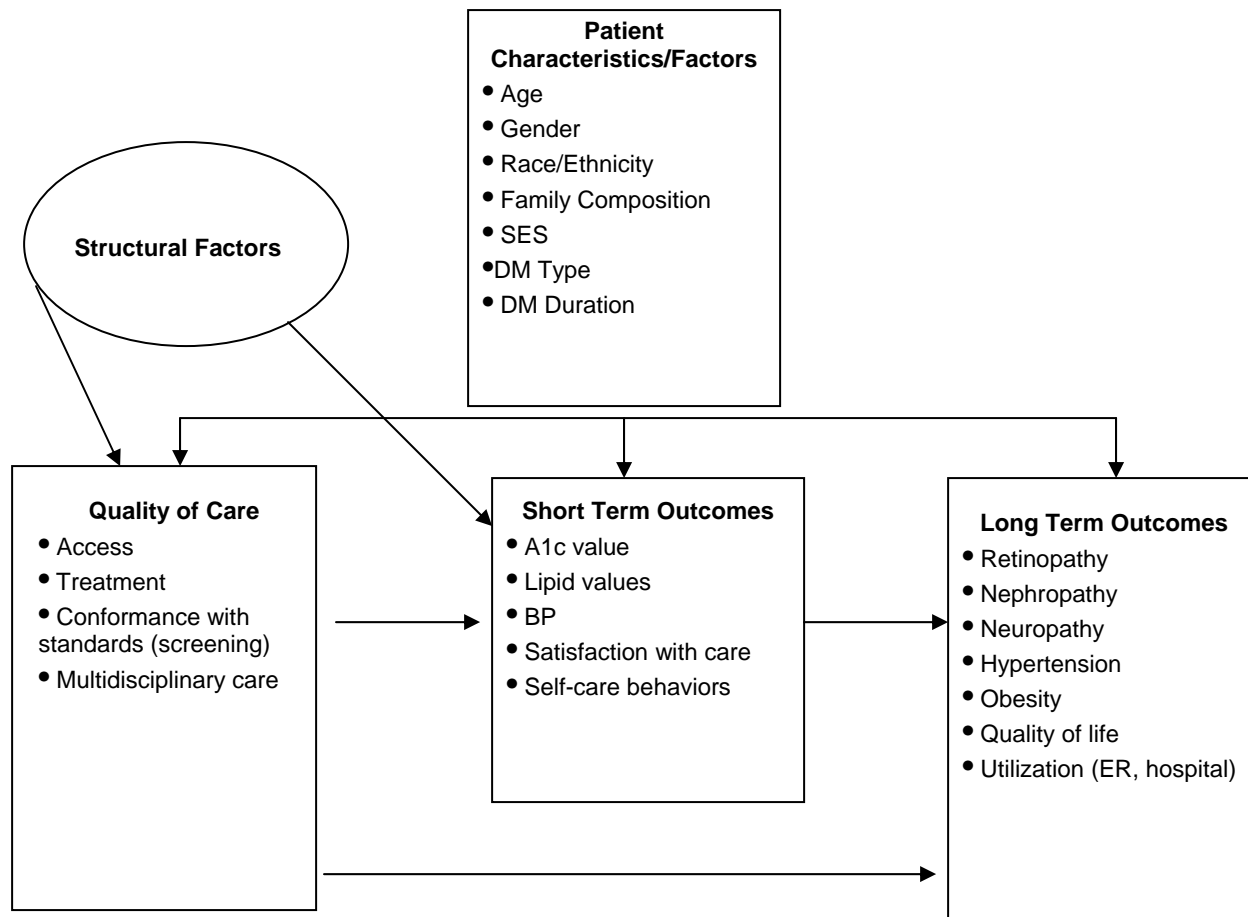 Patient
Characteristics/Factors
• Age
• Gender
• Race/Ethnicity
• Family Composition
• SES
•DM Type
• DM Duration
Structural Factors
Quality of Care
• Access
• Treatment
• Conformance with
standards (screening)
• Multidisciplinary care
Short Term Outcomes
• A1c value
• Lipid values
• BP
• Satisfaction with care
• Self-care behaviors
Long Term Outcomes
• Retinopathy
• Nephropathy
• Neuropathy
• Hypertension
• Obesity
• Quality of life
• Utilization (ER, hospital)